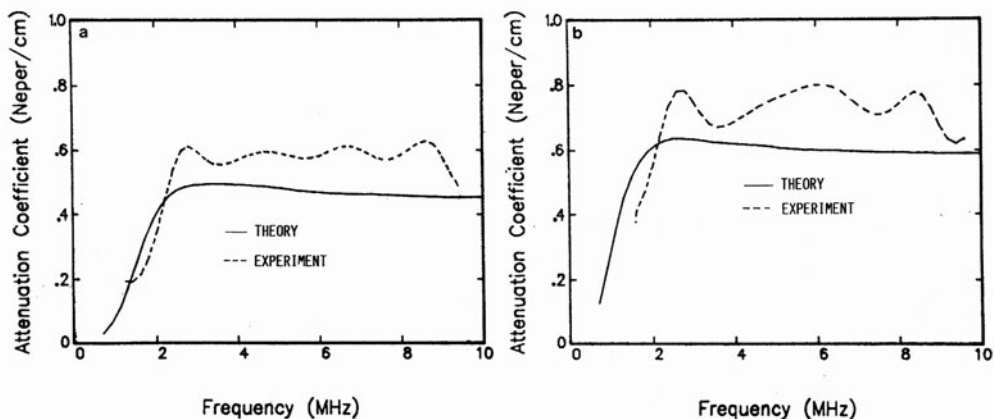 a
Attenuation Coefficient (Neper/cm)
1.0
.8
.6
.4
.2
0
THEORY
EXPERIMENT
0 2 4 6 8 10
Frequency (MHz)
b
Attenuation Coefficient (Neper/cm)
1.0
.8
.6
.4
.2
0
THEORY
EXPERIMENT
0 2 4 6 8 10
Frequency (MHz)